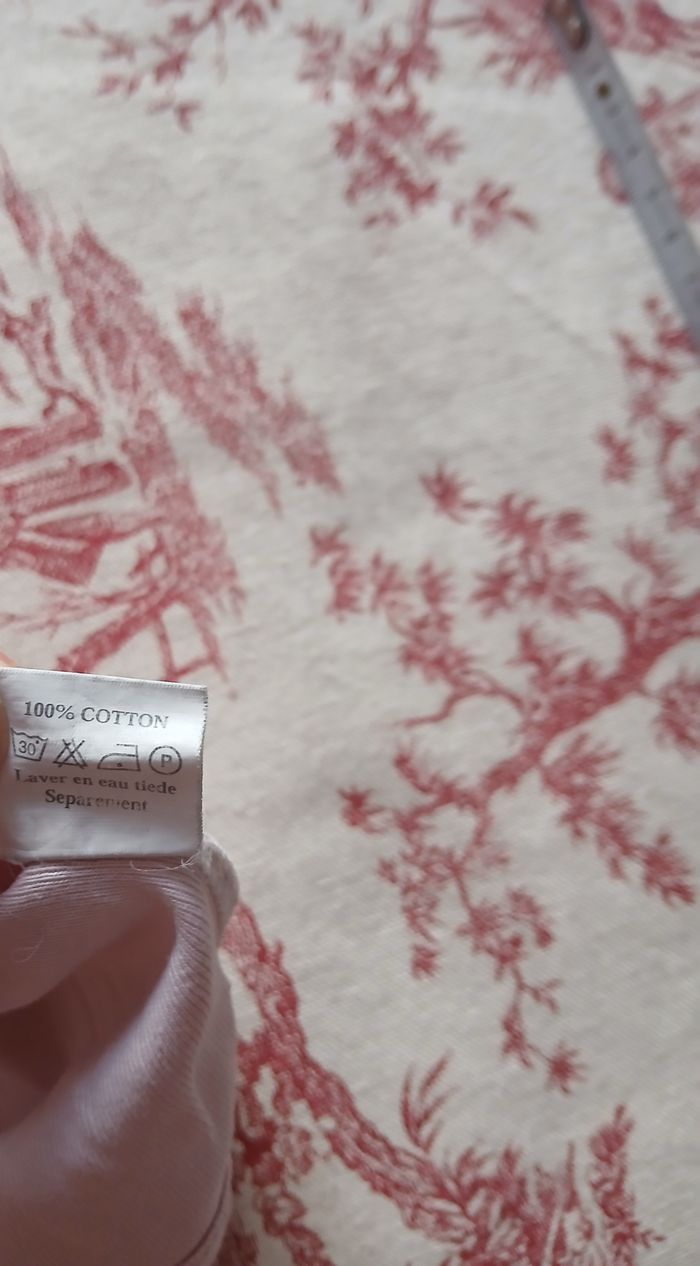 100% COTTON
30° P
Laver en eau tiede
Separement